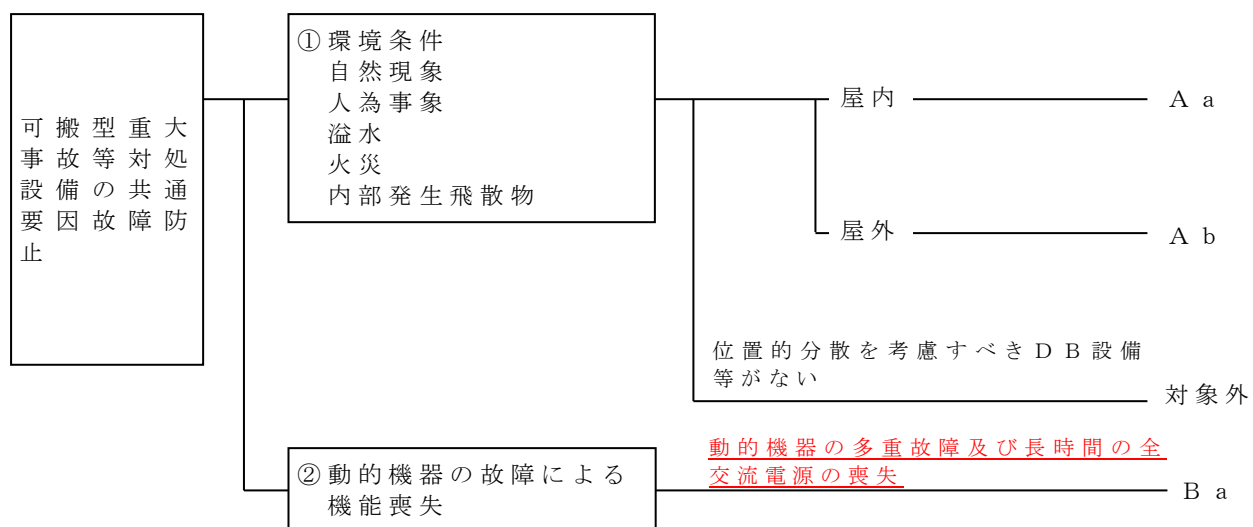 可搬型重大
事故等対処
設備の共通
要因故障防
止
①環境条件
自然現象
人為事象
溢水
火災
内部発生飛散物
屋内
Aa
屋外
Ab
位置的分散を考慮すべきDB設備
等がない
対象外
②動的機器の故障による
機能喪失
動的機器の多重故障及び長時間の全
交流電源の喪失
Ba